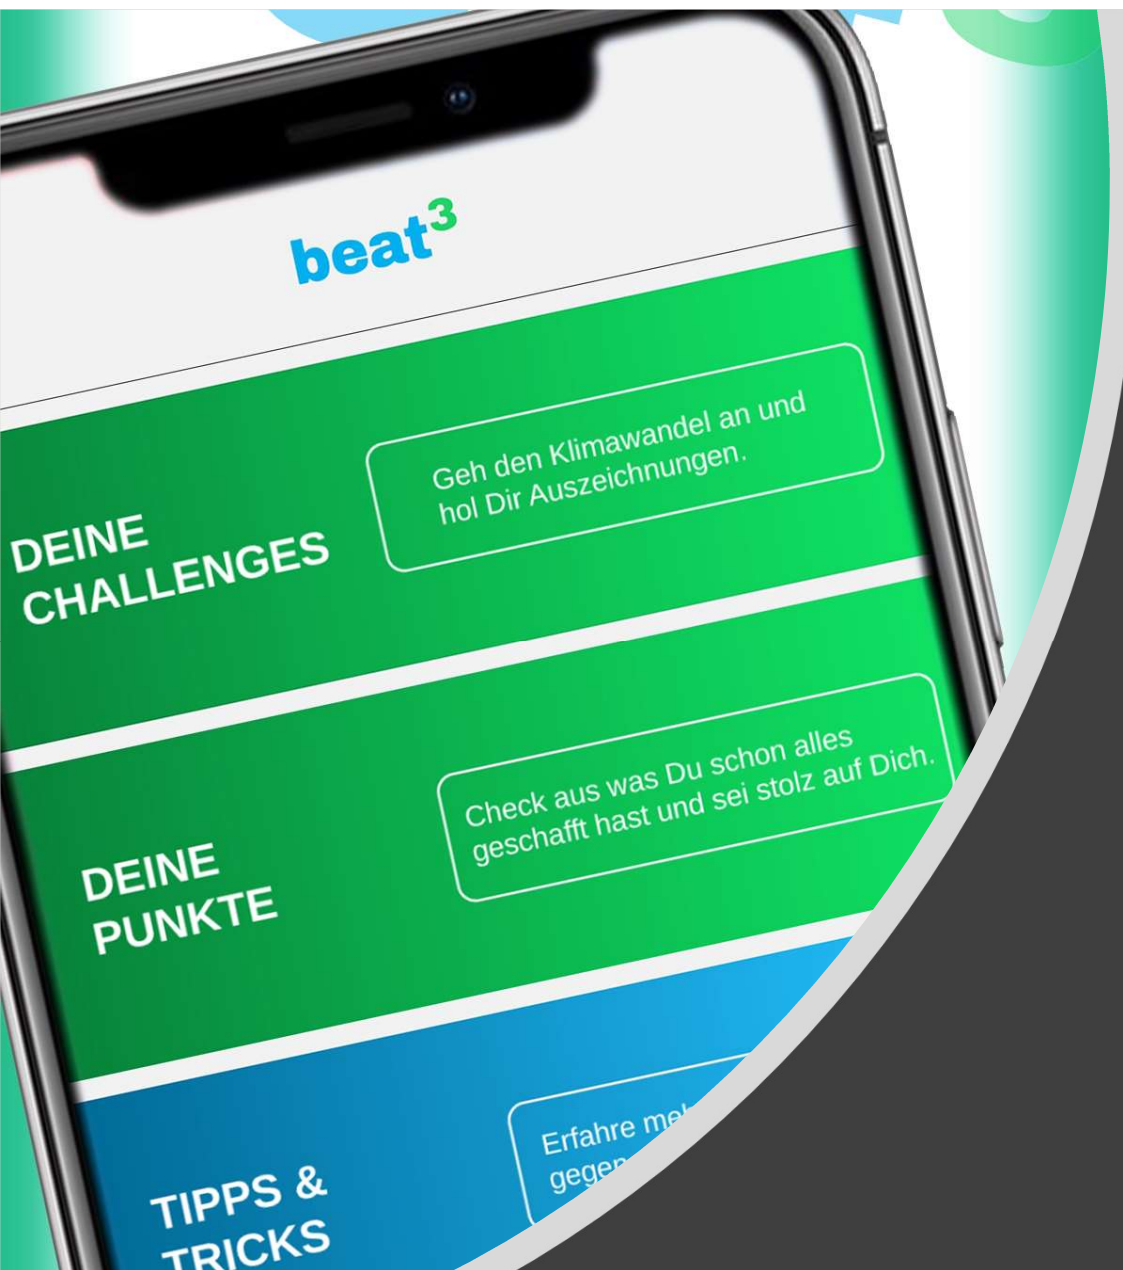 beat³
DEINE
CHALLENGES
Geh den Klimawandel an und
hol Dir Auszeichnungen.
DEINE
PUNKTE
Check aus was Du schon alles
geschafft hast und sei stolz auf Dich.
TIPPS &
TRICKS
Erfahre